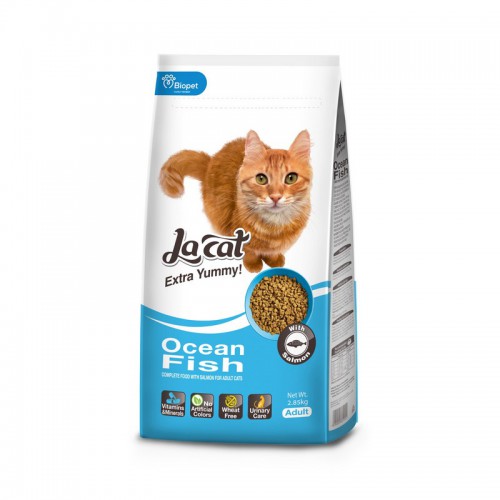 Biopet
La cat
Extra Yummy!
With
Salmon
Ocean
Fish
COMPLETE FOOD WITH SALMON FOR ADULT CATS
Vitamins
&Minerals
No
Artificial
Colors
Wheat
Free
Urinary
Care
Net Wt.
2.85kg
Adult
La cat
Ocean
Fish